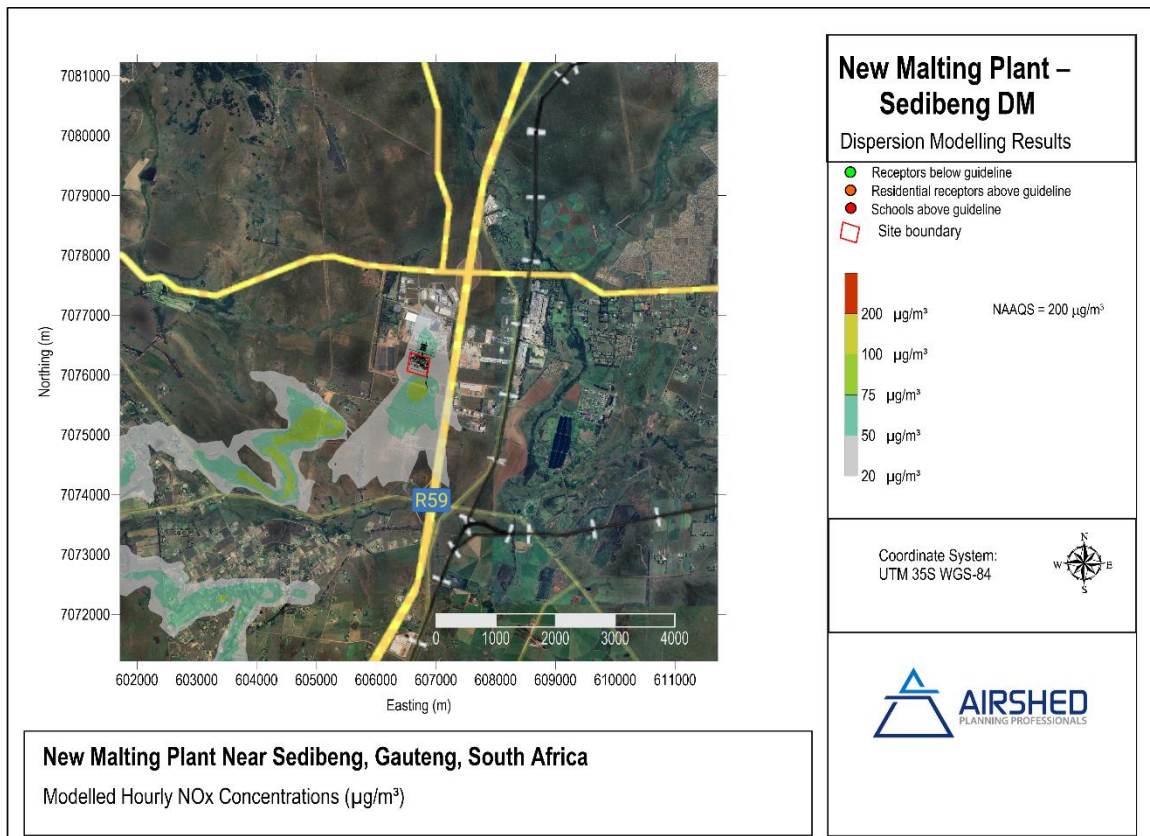 New Malting Plant –
Sedibeng DM
Dispersion Modelling Results
Receptors below guideline
Residential receptors above guideline
Schools above guideline
Site boundary
200 µg/m³
100 µg/m³
75 µg/m³
50 µg/m³
20 µg/m³
NAAQS = 200 µg/m³
Coordinate System:
UTM 35S WGS-84
N
W E
S
AIRSHED
PLANNING PROFESSIONALS
7081000
7080000
7079000
7078000
7077000
7076000
7075000
7074000
7073000
7072000
Northing (m)
R59
0 1000 2000 3000 4000
602000 603000 604000 605000 606000 607000 608000 609000 610000 611000
Easting (m)
New Malting Plant Near Sedibeng, Gauteng, South Africa
Modelled Hourly NOx Concentrations (µg/m³)